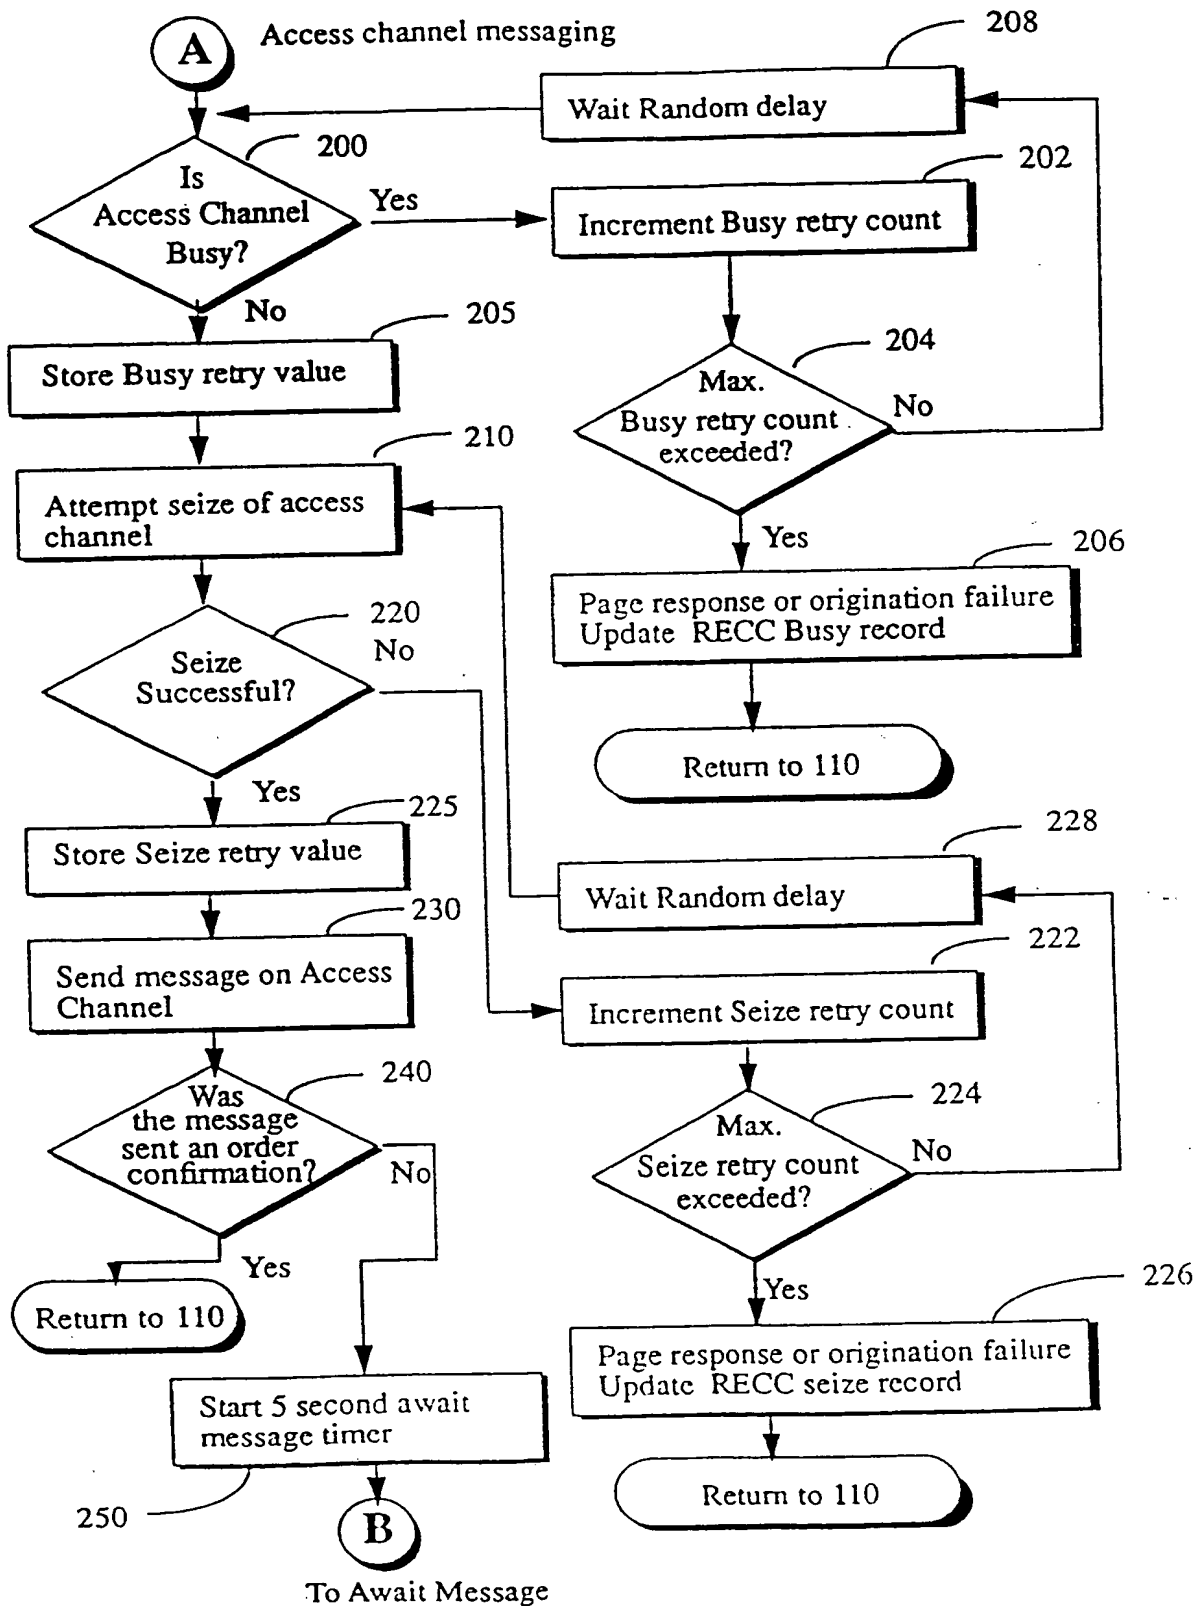 A
Access channel messaging
208
Wait Random delay
200
202
Is
Access Channel
Busy?
Yes
Increment Busy retry count
No
205
Store Busy retry value
204
Max.
Busy retry count
exceeded?
No
210
Attempt seize of access
channel
Yes
206
Page response or origination failure
Update RECC Busy record
220
No
Seize
Successful?
Return to 110
Yes
225
Store Seize retry value
228
Wait Random delay
230
Send message on Access
Channel
222
Increment Seize retry count
240
Was
the message
sent an order
confirmation?
No
224
Max.
Seize retry count
exceeded?
No
Yes
Return to 110
Yes
226
Page response or origination failure
Update RECC seize record
Start 5 second await
message timer
250
Return to 110
B
To Await Message